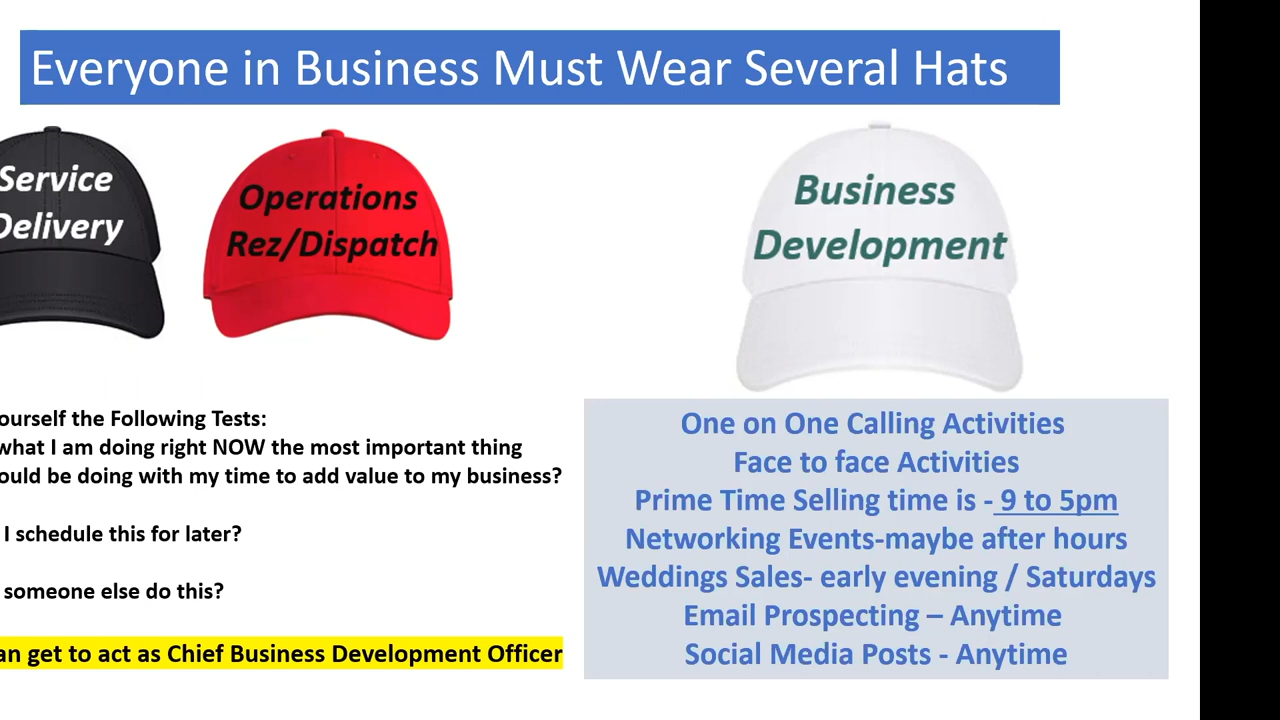 Everyone in Business Must Wear Several Hats
Service
Delivery
Operations
Rez/Dispatch
Business
Development
ourself the Following Tests:
what I am doing right NOW the most important thing
ould be doing with my time to add value to my business?
I schedule this for later?
someone else do this?
an get to act as Chief Business Development Officer
One on One Calling Activities
Face to face Activities
Prime Time Selling time is - 9 to 5pm
Networking Events-maybe after hours
Weddings Sales- early evening / Saturdays
Email Prospecting – Anytime
Social Media Posts - Anytime